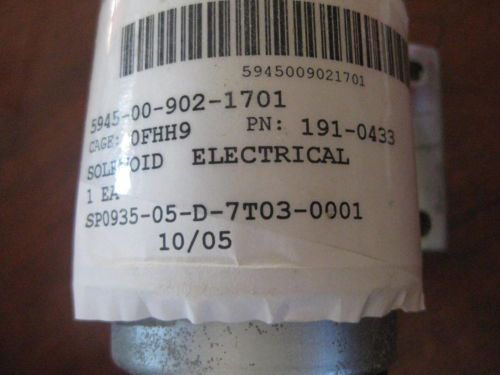 5945009021701
5945-00-902-1701
CAGE: 0FHH9 PN: 191-0433
SOLENOID ELECTRICAL
1 EA
SP0935-05-D-7T03-0001
10/05